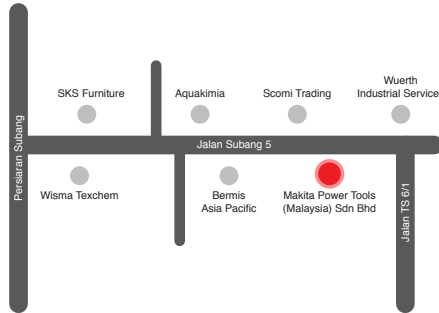 SKS Furniture
Aquakimia
Scomi Trading
Wuerth
Industrial Service
Persiaran Subang
Jalan Subang 5
Wisma Texchem
Bermis
Asia Pacific
Makita Power Tools
(Malaysia) Sdn Bhd
Jalan TS 6/1